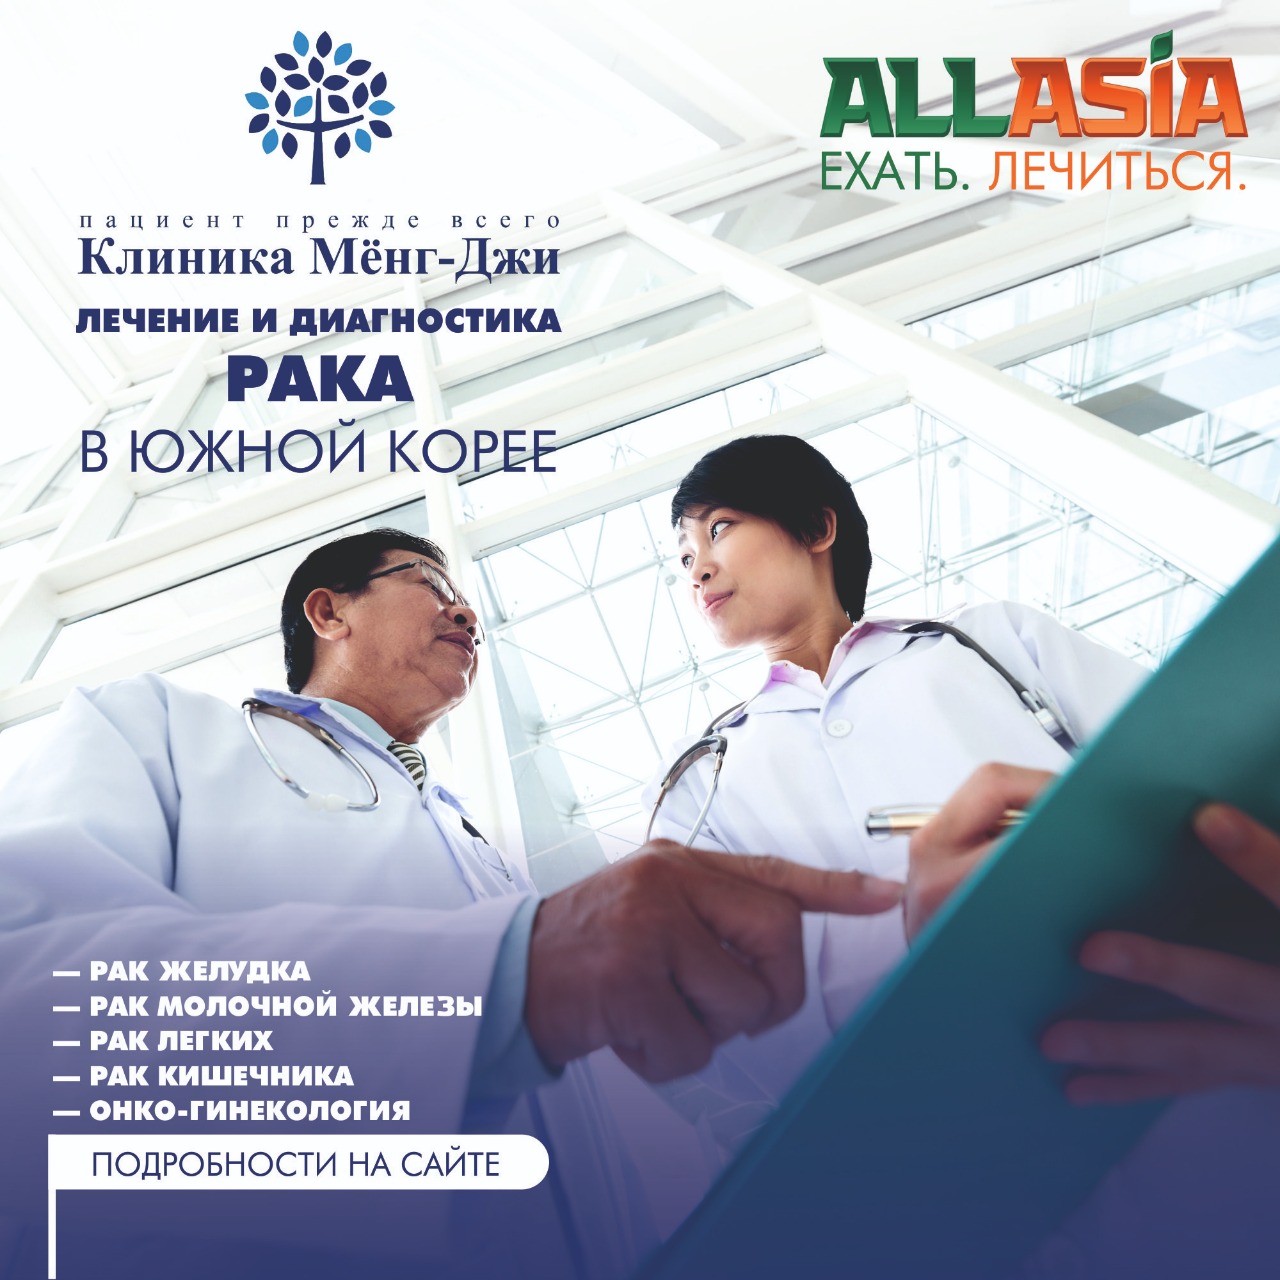 пациент прежде всего
Клиника Мёнг-Джи
ЛЕЧЕНИЕ И ДИАГНОСТИКА
РАКА
В ЮЖНОЙ КОРЕЕ
ALLASIA
ЕХАТЬ. ЛЕЧИТЬСЯ.
— РАК ЖЕЛУДКА
— РАК МОЛОЧНОЙ ЖЕЛЕЗЫ
— РАК ЛЕГКИХ
— РАК КИШЕЧНИКА
— ОНКО-ГИНЕКОЛОГИЯ
ПОДРОБНОСТИ НА САЙТЕ